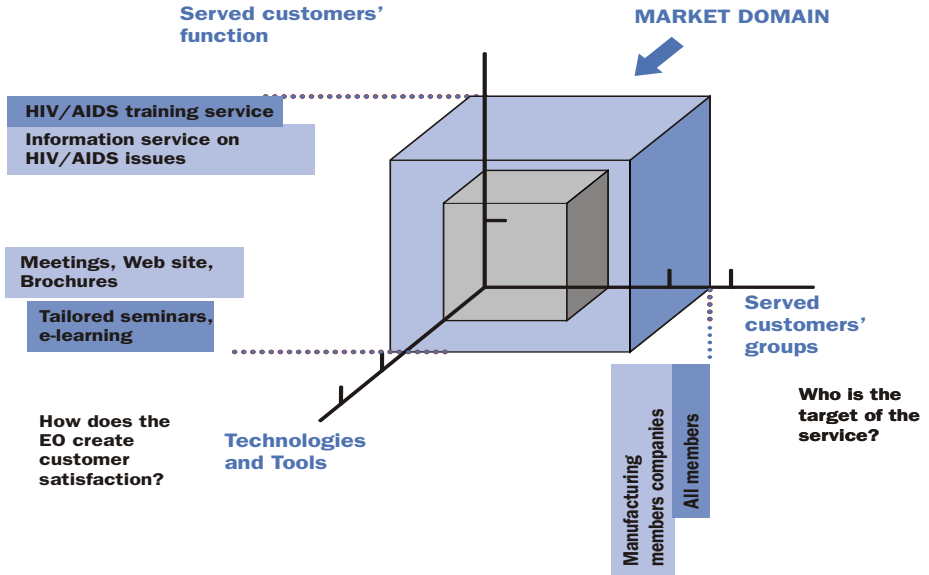 Served customers'
function
MARKET DOMAIN
HIV/AIDS training service
Information service on
HIV/AIDS issues
Meetings, Web site,
Brochures
Tailored seminars,
e-learning
Served
customers'
groups
Who is the
target of the
service?
How does the
EO create
customer
satisfaction?
Technologies
and Tools
Manufacturing
members companies
All members